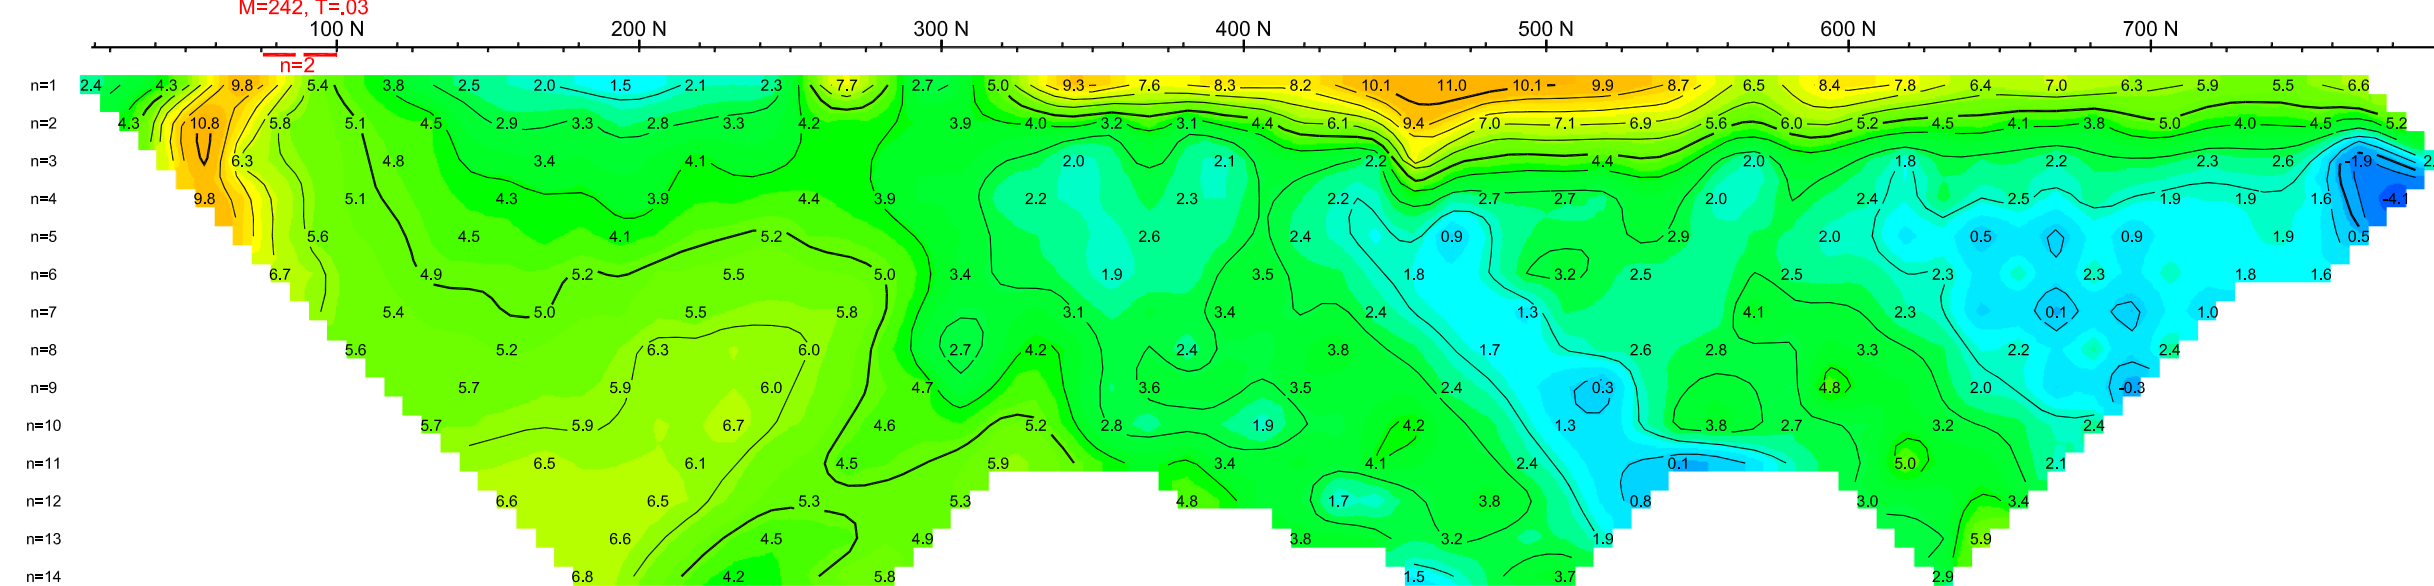 M=242, T=.03
100 N 200 N 300 N 400 N 500 N 600 N 700 N
n=2
n=1 2.4 4.3 9.8 5.4 3.8 2.5 2.0 1.5 2.1 2.3 7.7 2.7 5.0 9.3 7.6 8.3 8.2 10.1 11.0 10.1 9.9 8.7 6.5 8.4 7.8 6.4 7.0 6.3 5.9 5.5 6.6
n=2 4.3 10.8 5.8 5.1 4.5 2.9 3.3 2.8 3.3 4.2 3.9 4.0 3.2 3.1 4.4 6.1 9.4 7.0 7.1 6.9 5.6 6.0 5.2 4.5 4.1 3.8 5.0 4.0 4.5 5.2
n=3 6.3 4.8 3.4 4.1 2.0 2.1 2.2 4.4 2.0 1.8 2.2 2.3 2.6 -1.9
n=4 9.8 5.1 4.3 3.9 4.4 3.9 2.2 2.3 2.2 2.7 2.7 2.0 2.4 2.5 1.9 1.9 1.6 -4.1
n=5 5.6 4.5 4.1 5.2 2.6 2.4 0.9 2.9 2.0 0.5 0.9 1.9 0.5
n=6 6.7 4.9 5.2 5.5 5.0 3.4 1.9 3.5 1.8 3.2 2.5 2.5 2.3 2.3 1.8 1.6
n=7 5.4 5.0 5.5 5.8 3.1 3.4 2.4 1.3 4.1 2.3 0.1 1.0
n=8 5.6 5.2 6.3 6.0 2.7 4.2 2.4 3.8 1.7 2.6 2.8 3.3 2.2 2.4
n=9 5.7 5.9 6.0 4.7 3.6 3.5 2.4 0.3 4.8 2.0 -0.3
n=10 5.7 5.9 6.7 4.6 5.2 2.8 1.9 4.2 1.3 3.8 2.7 3.2 2.4
n=11 6.5 6.1 4.5 5.9 3.4 4.1 2.4 0.1 5.0 2.1
n=12 6.6 6.5 5.3 5.3 4.8 1.7 3.8 0.8 3.0 3.4
n=13 6.6 4.5 4.9 3.8 3.2 1.9 5.9
n=14 6.8 4.2 5.8 1.5 3.7 2.9